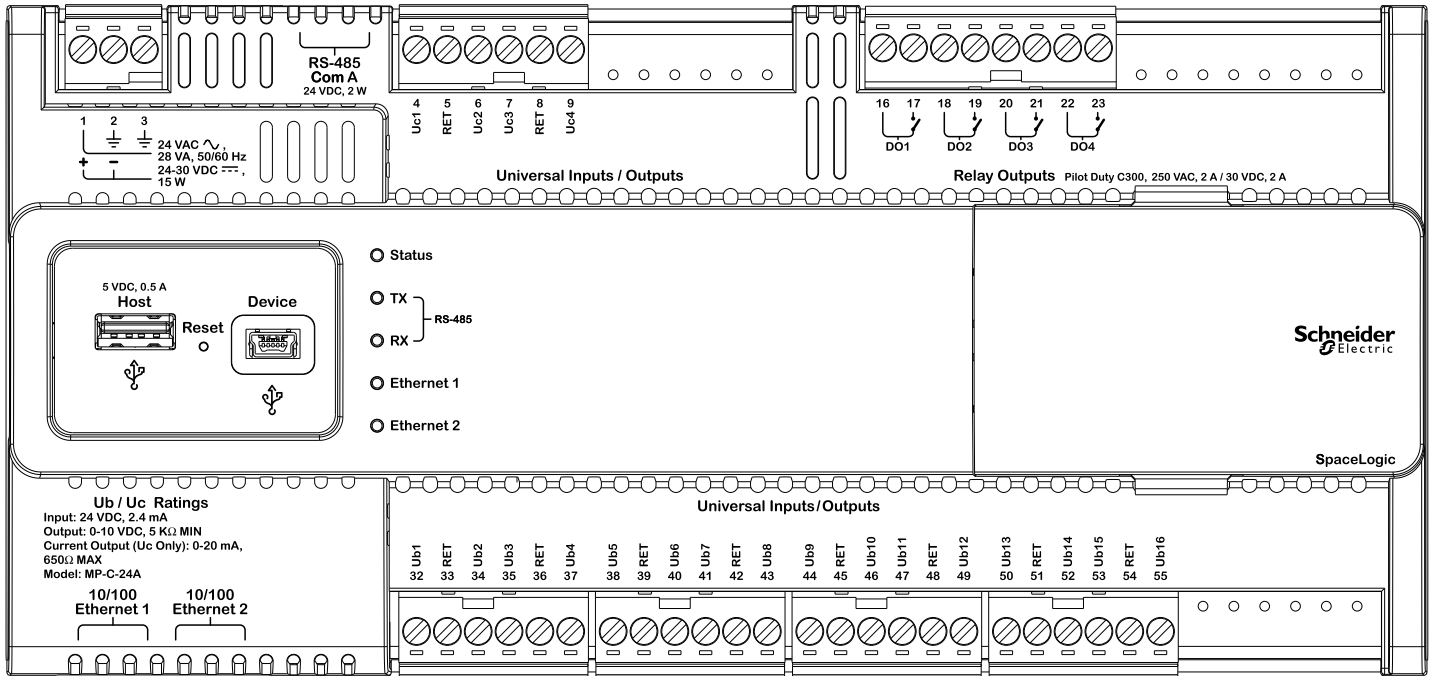 RS-485
Com A
24 VDC, 2 W
1 2 3
24 VAC ∿ ,
28 VA, 50/60 Hz
+ −
24-30 VDC ⎓ ,
15 W
4 5 6 7 8 9
Uc1 RET Uc2 Uc3 RET Uc4
Universal Inputs / Outputs
16 17 18 19 20 21 22 23
DO1 DO2 DO3 DO4
Relay Outputs Pilot Duty C300, 250 VAC, 2 A / 30 VDC, 2 A
5 VDC, 0.5 A
Host
Reset
Device
Status
TX
RS-485
RX
Ethernet 1
Ethernet 2
Schneider
Electric
SpaceLogic
Ub / Uc Ratings
Input: 24 VDC, 2.4 mA
Output: 0-10 VDC, 5 KΩ MIN
Current Output (Uc Only): 0-20 mA,
650Ω MAX
Model: MP-C-24A
10/100
Ethernet 1
10/100
Ethernet 2
Universal Inputs/Outputs
Ub1 RET Ub2 Ub3 RET Ub4 Ub5 RET Ub6 Ub7 RET Ub8 Ub9 RET Ub10 Ub11 RET Ub12 Ub13 RET Ub14 Ub15 RET Ub16
32 33 34 35 36 37 38 39 40 41 42 43 44 45 46 47 48 49 50 51 52 53 54 55